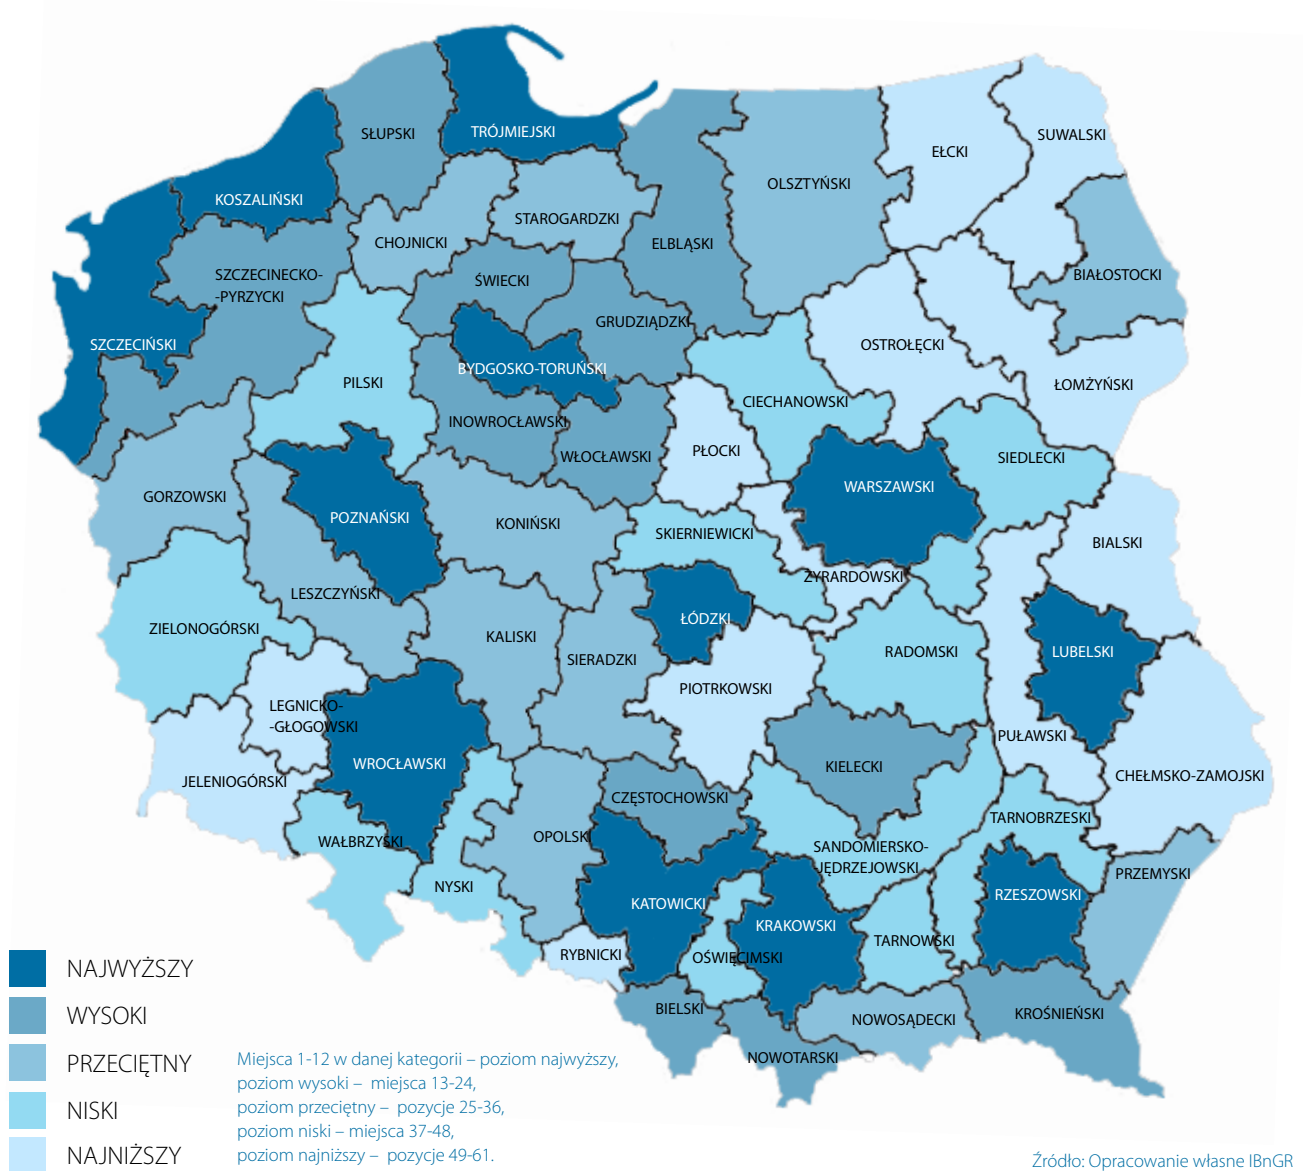 SŁUPSKI
TRÓJMIEJSKI
SUWALSKI
EŁCKI
OLSZTYŃSKI
KOSZALIŃSKI
STAROGARDZKI
CHOJNICKI
ELBLĄSKI
SZCZECINECKO-
-PYRZYCKI
ŚWIECKI
BIAŁOSTOCKI
GRUDZIĄDZKI
SZCZECIŃSKI
OSTROŁĘCKI
BYDGOSKO-TORUŃSKI
PILSKI
ŁOMŻYŃSKI
CIECHANOWSKI
INOWROCŁAWSKI
WŁOCŁAWSKI
PŁOCKI
SIEDLECKI
GORZOWSKI
WARSZAWSKI
POZNAŃSKI
KONIŃSKI
SKIERNIEWICKI
BIALSKI
ŻYRARDOWSKI
LESZCZYŃSKI
ZIELONOGÓRSKI
KALISKI
ŁÓDZKI
SIERADZKI
RADOMSKI
LUBELSKI
PIOTRKOWSKI
LEGNICKO-
-GŁOGOWSKI
PUŁAWSKI
WROCŁAWSKI
KIELECKI
JELENIOGÓRSKI
CHEŁMSKO-ZAMOJSKI
CZĘSTOCHOWSKI
TARNOBRZESKI
WAŁBRZYSKI
OPOLSKI
SANDOMIERSKO-
-JĘDRZEJOWSKI
NYSKI
PRZEMYSKI
KATOWICKI
RZESZOWSKI
KRAKOWSKI
TARNOWSKI
RYBNICKI
OŚWIĘCIMSKI
BIELSKI
NOWOSĄDECKI
KROŚNIEŃSKI
NOWOTARSKI
NAJWYŻSZY
WYSOKI
PRZECIĘTNY
NISKI
NAJNIŻSZY
Miejsca 1-12 w danej kategorii – poziom najwyższy,
poziom wysoki – miejsca 13-24,
poziom przeciętny – pozycje 25-36,
poziom niski – miejsca 37-48,
poziom najniższy – pozycje 49-61.
Źródło: Opracowanie własne IBnGR